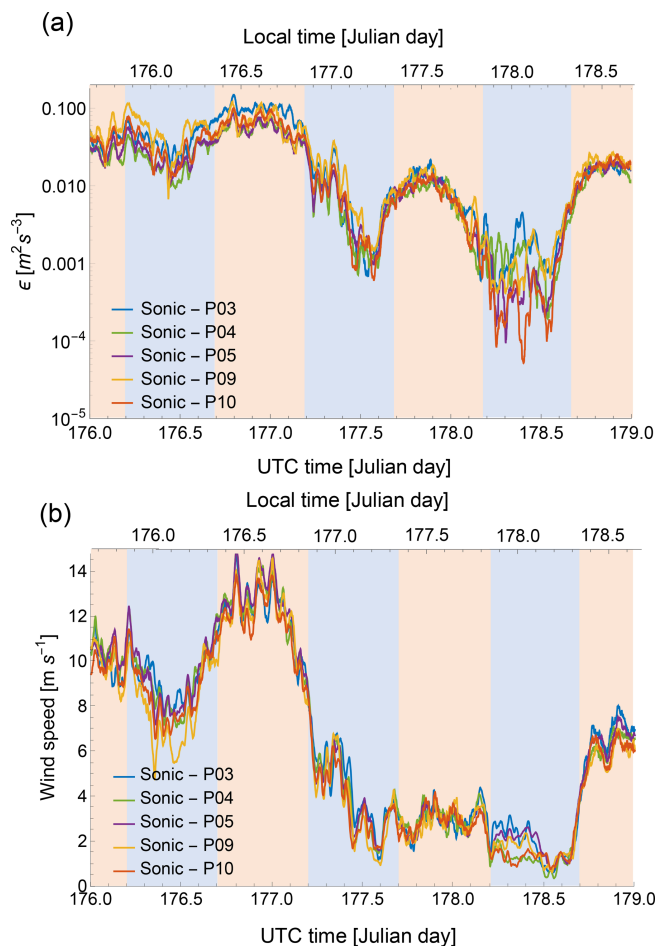 (a)
Local time [Julian day]
176.0 176.5 177.0 177.5 178.0 178.5
0.100
0.010
0.001
10⁻⁴
10⁻⁵
ϵ [m² s⁻³]
Sonic – P03
Sonic – P04
Sonic – P05
Sonic – P09
Sonic – P10
176.0 176.5 177.0 177.5 178.0 178.5 179.0
UTC time [Julian day]
(b)
Local time [Julian day]
176.0 176.5 177.0 177.5 178.0 178.5
14
12
10
8
6
4
2
0
Wind speed [m s⁻¹]
Sonic – P03
Sonic – P04
Sonic – P05
Sonic – P09
Sonic – P10
176.0 176.5 177.0 177.5 178.0 178.5 179.0
UTC time [Julian day]